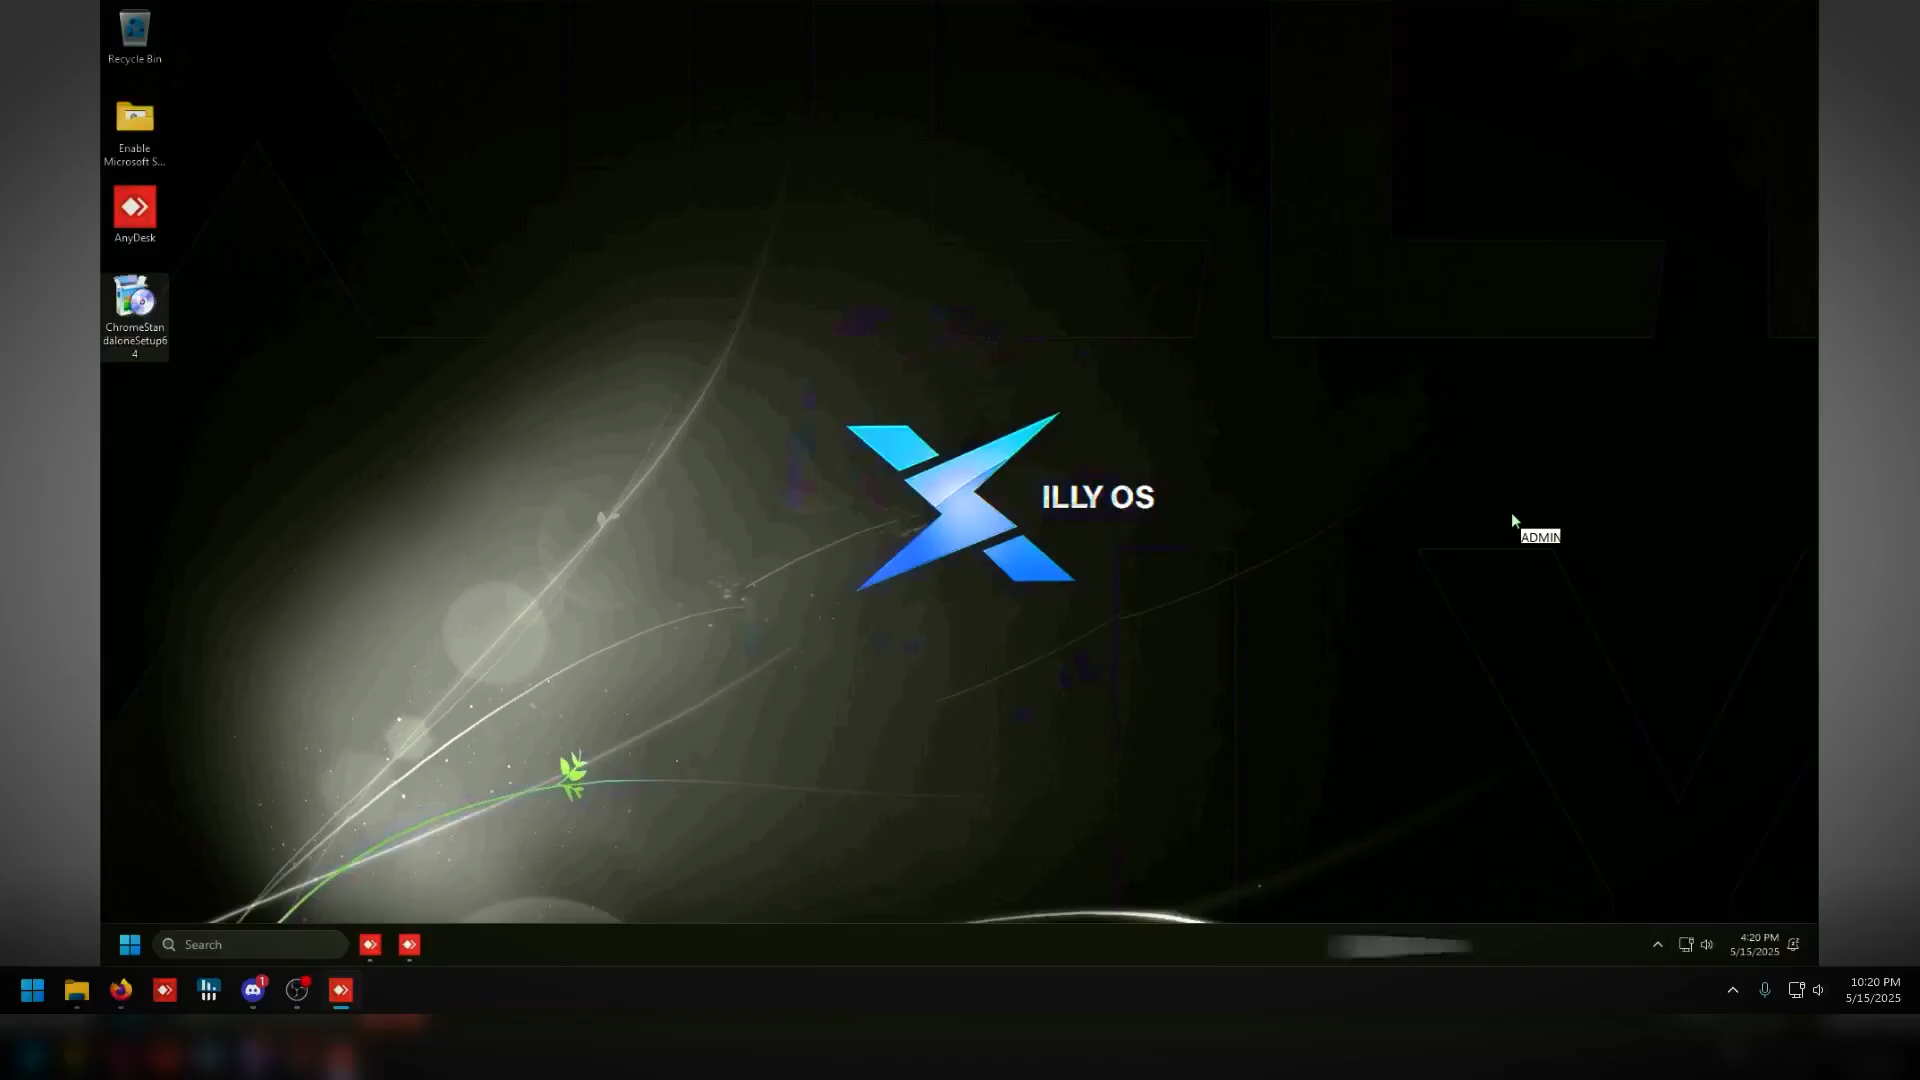 Recycle Bin
Enable
Microsoft S...
AnyDesk
ChromeStan
daloneSetup6
4
ILLY OS
ADMIN
Search
4:20 PM
5/15/2025
1
10:20 PM
5/15/2025